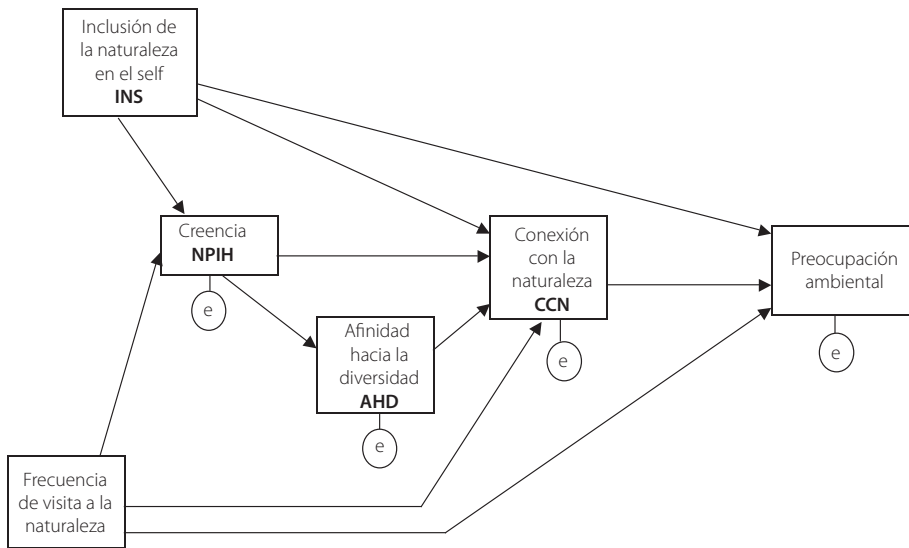 Inclusión de
la naturaleza
en el self
INS
Creencia
NPIH
e
Conexión
con la
naturaleza
CCN
e
Preocupación
ambiental
e
Afinidad
hacia la
diversidad
AHD
e
Frecuencia
de visita a la
naturaleza